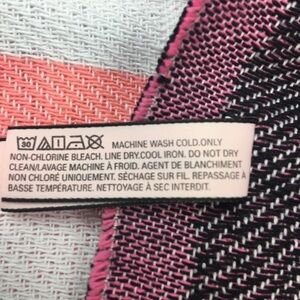 30 MACHINE WASH COLD.ONLY
NON-CHLORINE BLEACH. LINE DRY.COOL IRON. DO NOT DRY
CLEAN/LAVAGE MACHINE À FROID. AGENT DE BLANCHIMENT
NON CHLORÉ UNIQUEMENT. SÉCHAGE SUR FIL. REPASSAGE À
BASSE TEMPÉRATURE. NETTOYAGE À SEC INTERDIT.